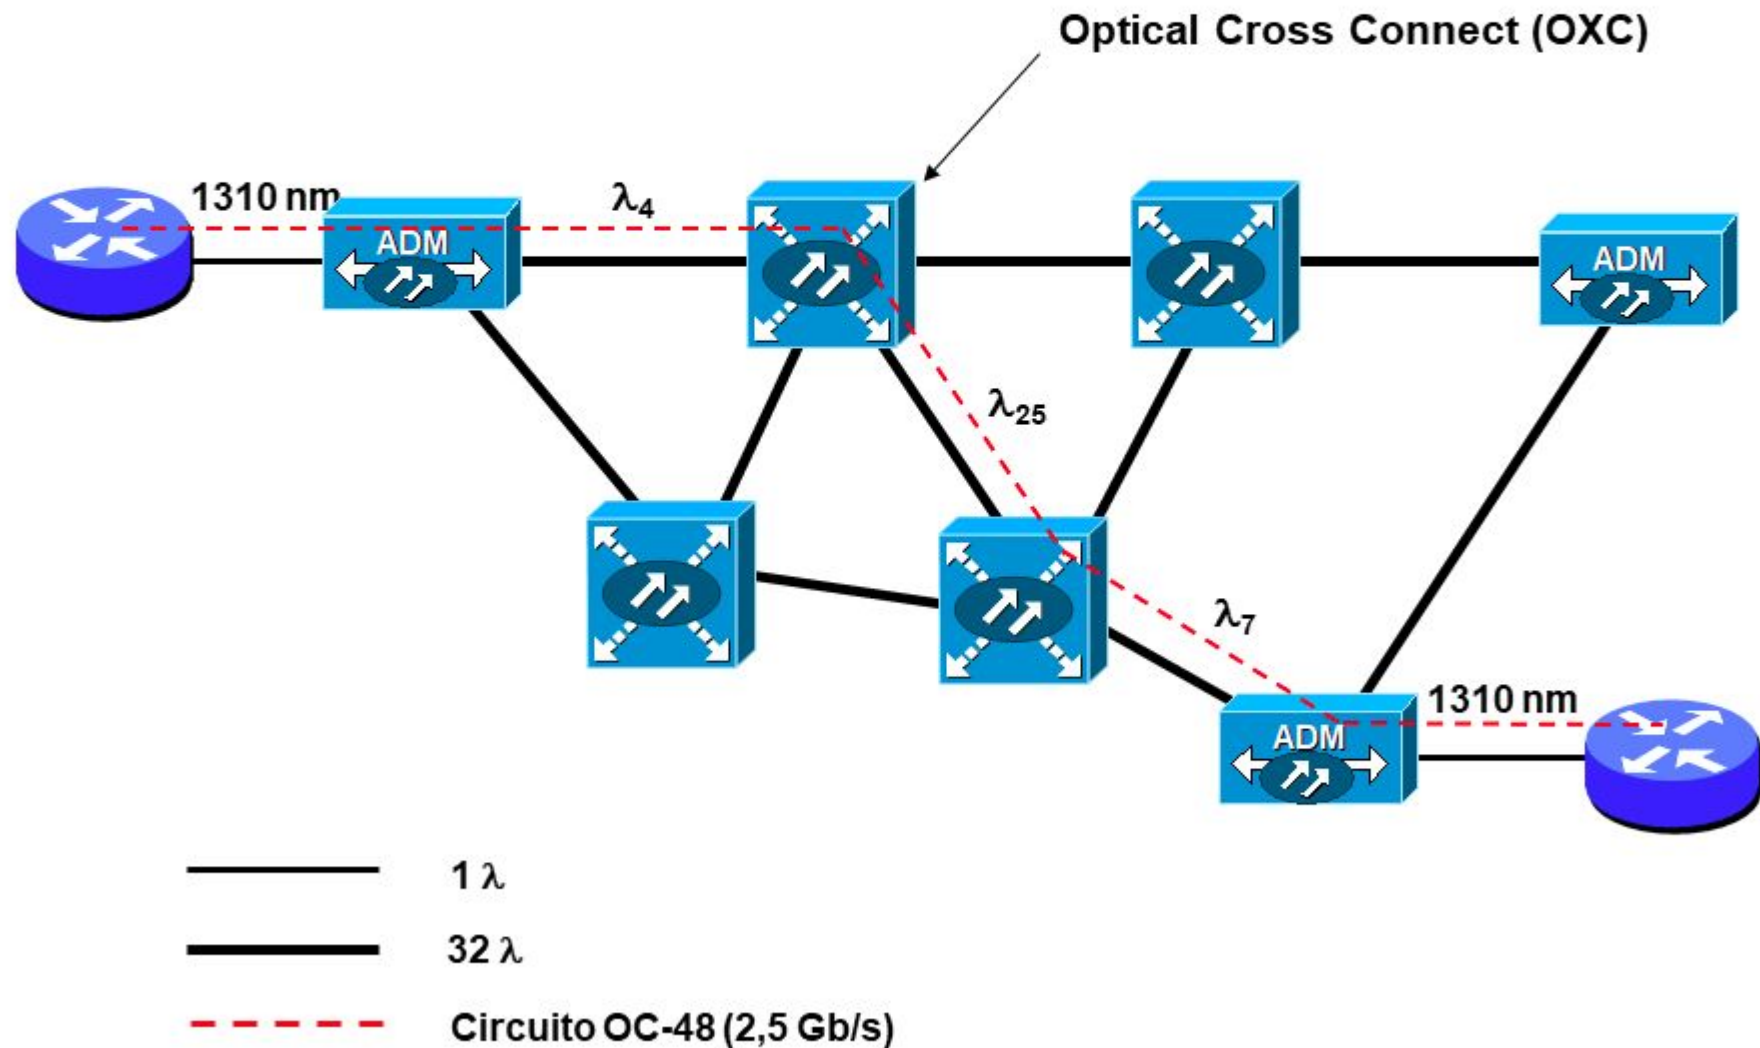 Optical Cross Connect (OXC)
1310 nm
λ4
ADM
ADM
λ25
λ7
1310 nm
ADM
1 λ
32 λ
Circuito OC-48 (2,5 Gb/s)